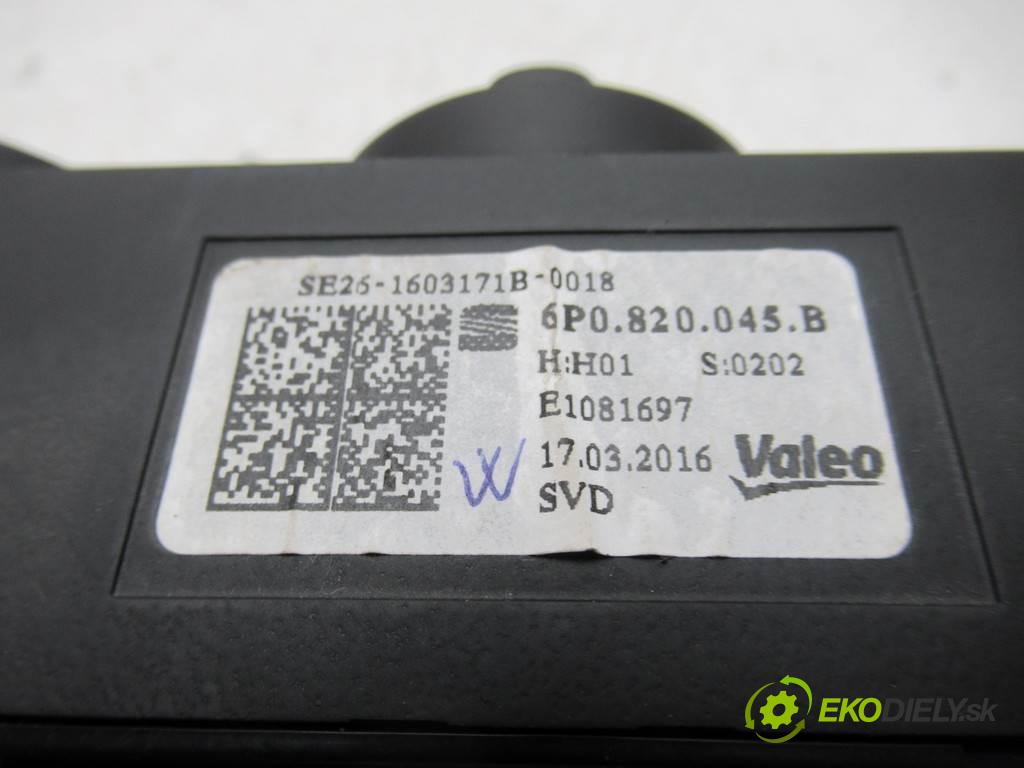 SE26-1603171B-0018
6P0.820.045.B
H:H01 S:0202
E1081697
17.03.2016 Valeo
SVD
W
EKODIELY.sk